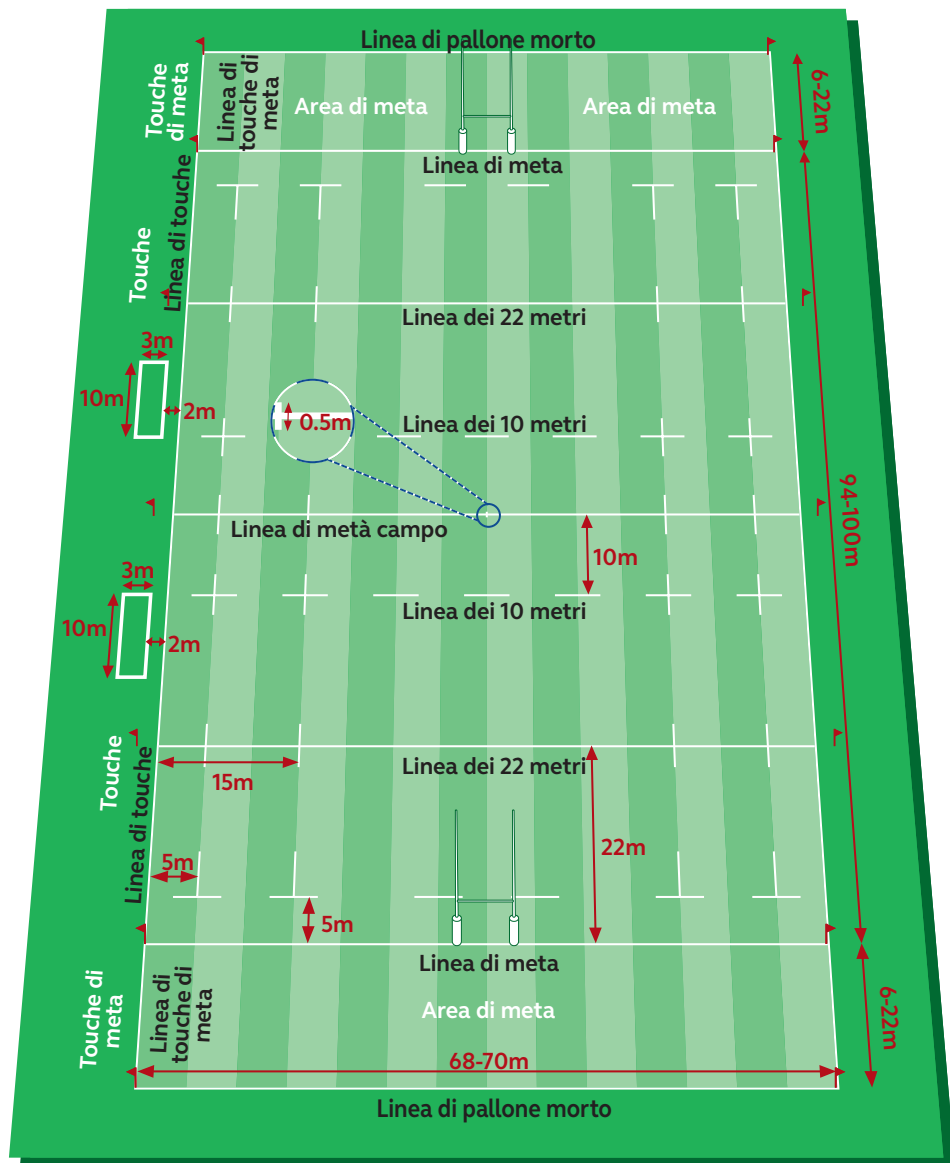 Linea di pallone morto
Touche
di meta
Linea di
touche di
meta
Area di meta
Area di meta
6-22m
Linea di meta
Linea di touche
Touche
Linea dei 22 metri
3m
10m
2m
0.5m
Linea dei 10 metri
94-100m
Linea di metà campo
10m
3m
10m
2m
Linea dei 10 metri
Touche
Linea di touche
15m
Linea dei 22 metri
22m
5m
5m
Linea di meta
Touche di
meta
Linea di
touche di
meta
Area di meta
6-22m
68-70m
Linea di pallone morto